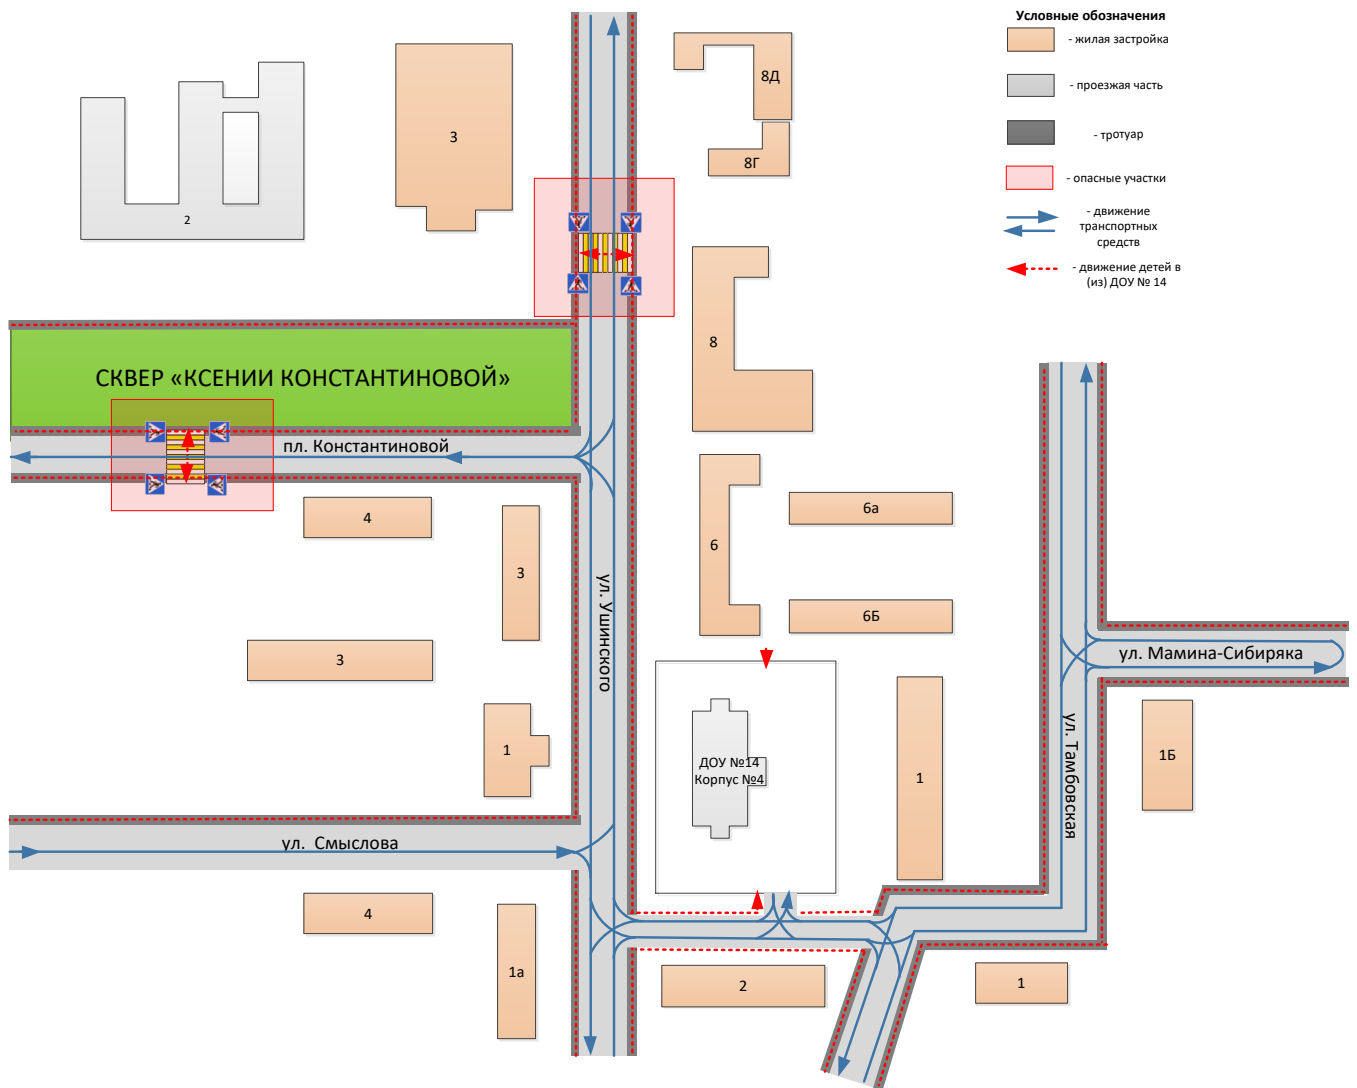 Условные обозначения
- жилая застройка
- проезжая часть
- тротуар
- опасные участки
- движение
транспортных
средств
- движение детей в
(из) ДОУ № 14
8Д
3
8Г
2
8
СКВЕР «КСЕНИИ КОНСТАНТИНОВОЙ»
пл. Константиновой
4
6а
6
3
ул. Ушинского
6Б
3
ул. Мамина-Сибиряка
ул. Тамбовская
1
ДОУ №14
Корпус №4
1
1Б
ул. Смыслова
4
1а
2
1